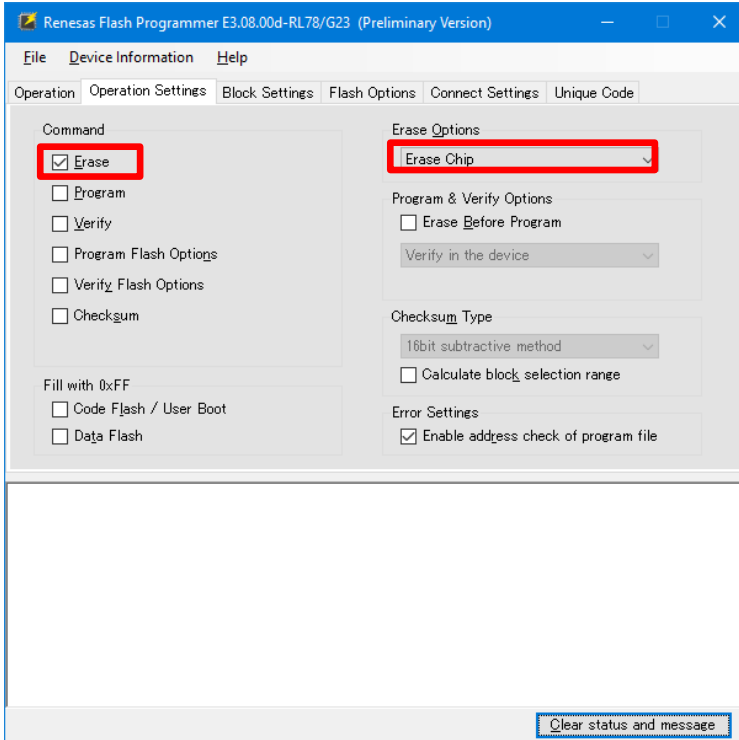 Renesas Flash Programmer E3.08.00d-RL78/G23 (Preliminary Version)
File Device Information Help
Operation Operation Settings Block Settings Flash Options Connect Settings Unique Code
Command
Erase
Program
Verify
Program Flash Options
Verify Flash Options
Checksum
Fill with 0xFF
Code Flash / User Boot
Data Flash
Erase Options
Erase Chip
Program & Verify Options
Erase Before Program
Verify in the device
Checksum Type
16bit subtractive method
Calculate block selection range
Error Settings
Enable address check of program file
Clear status and message